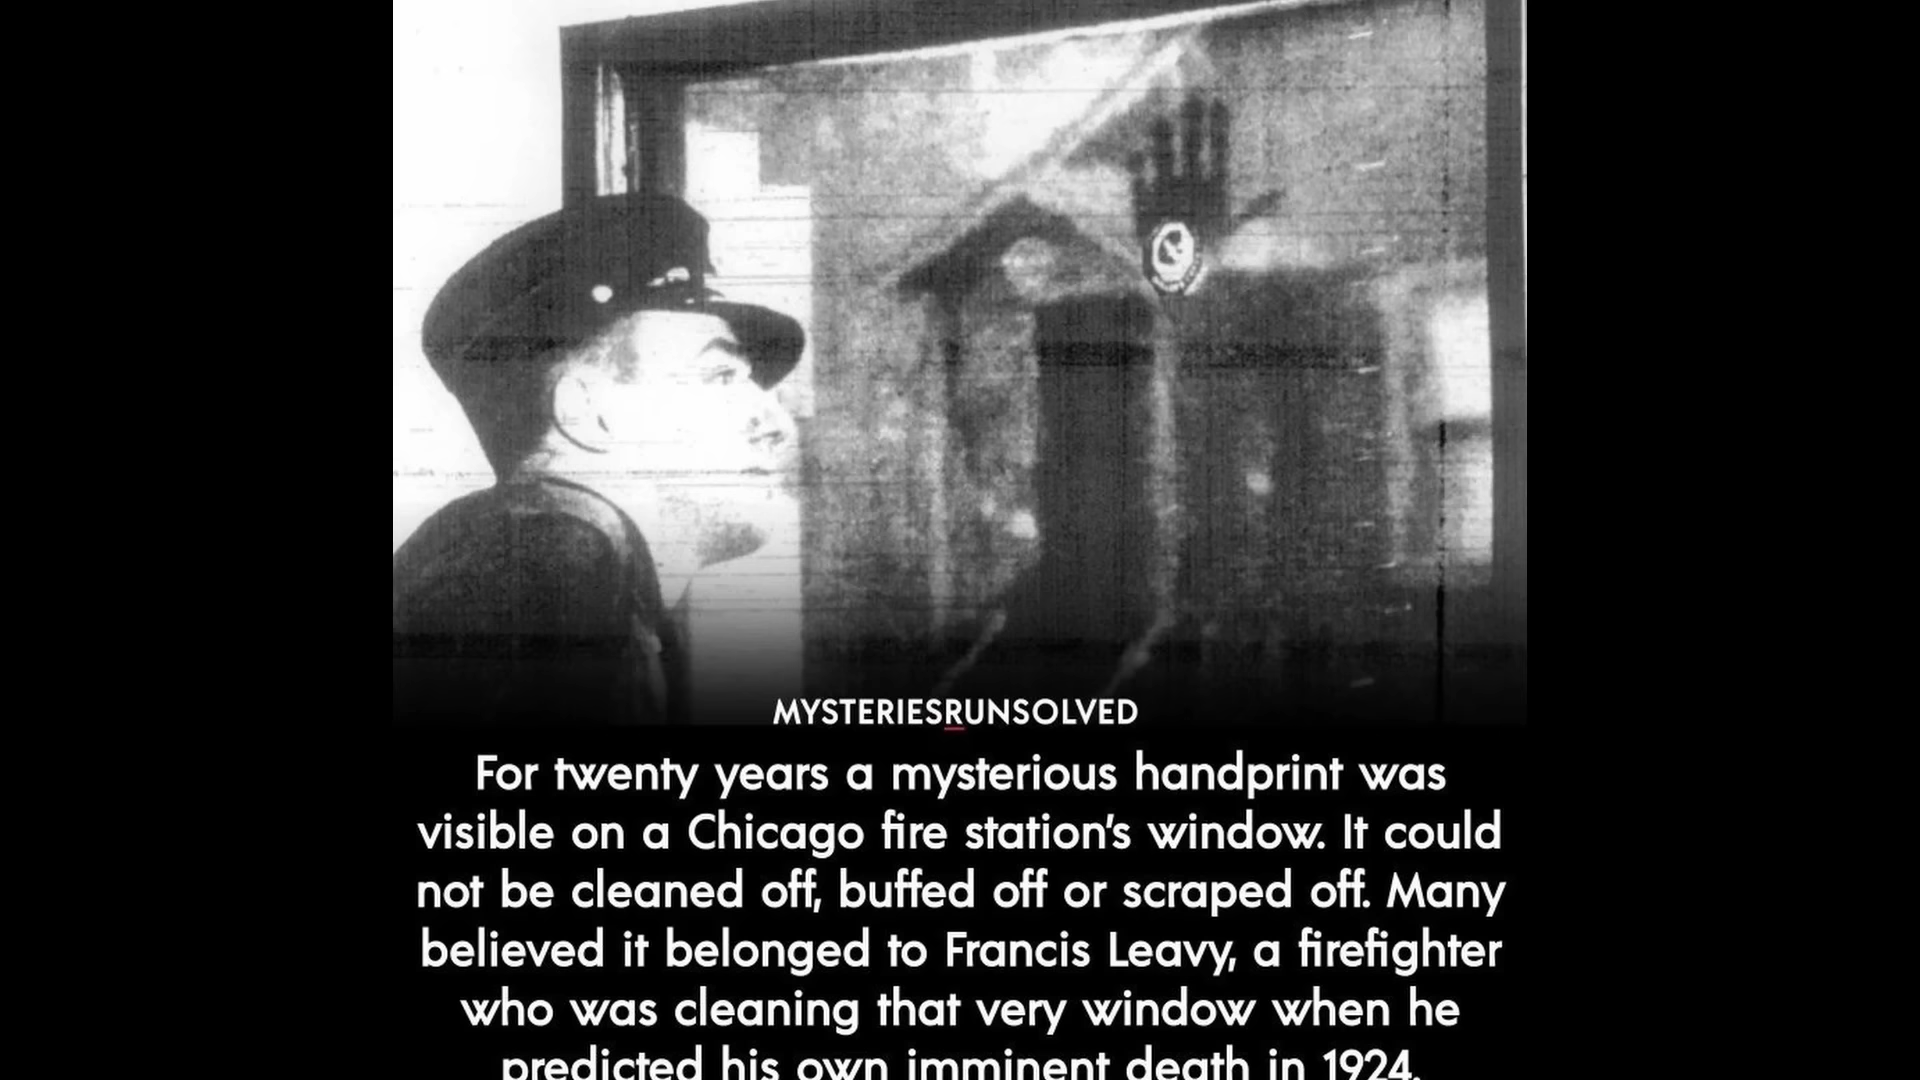 MYSTERIESRUNSOLVED
For twenty years a mysterious handprint was
visible on a Chicago fire station's window. It could
not be cleaned off, buffed off or scraped off. Many
believed it belonged to Francis Leavy, a firefighter
who was cleaning that very window when he
predicted his own imminent death in 1924.